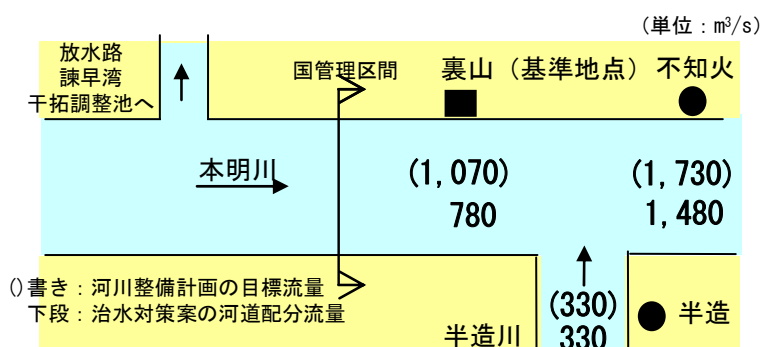 (単位：m³/s)
放水路
諫早湾
干拓調整池へ
国管理区間
裏山（基準地点）
不知火
本明川
(1,070)
780
(1,730)
1,480
()書き：河川整備計画の目標流量
下段：治水対策案の河道配分流量
(330)
330
半造川
半造